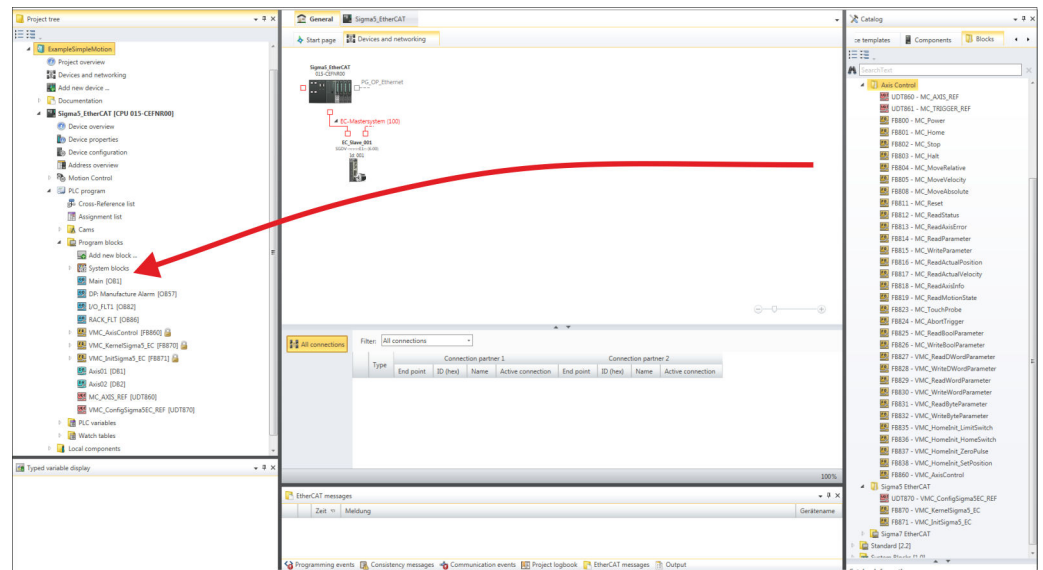 Project tree
ExampleSimpleMotion
Project overview
Devices and networking
Add new device ...
Documentation
Sigma5_EtherCAT [CPU 015-CEFNR00]
Device overview
Device properties
Device configuration
Address overview
Motion Control
PLC program
Cross-Reference list
Assignment list
Cams
Program blocks
Add new block ...
System blocks
Main [OB1]
DP: Manufacture Alarm [OB57]
I/O_FLT1 [OB82]
RACK_FLT [OB86]
VMC_AxisControl [FB860]
VMC_KernelSigma5_EC [FB870]
VMC_InitSigma5_EC [FB871]
Axis01 [DB1]
Axis02 [DB2]
MC_AXIS_REF [UDT860]
VMC_ConfigSigma5EC_REF [UDT870]
PLC variables
Watch tables
Local components
Typed variable display
General Sigma5_EtherCAT
Start page Devices and networking
Sigma5_EtherCAT
015-CEFNR00
PG_OP_Ethernet
EC-Mastersystem (100)
EC_Slave_001
All connections
Filter: All connections
Type Connection partner 1 Connection partner 2
End point ID (hex) Name Active connection End point ID (hex) Name Active connection
100%
EtherCAT messages
Zeit Meldung Gerätename
Programming events Consistency messages Communication events Project logbook EtherCAT messages Output
Catalog
ce templates Components Blocks
SearchText
Axis Control
UDT860 - MC_AXIS_REF
UDT861 - MC_TRIGGER_REF
FB800 - MC_Power
FB801 - MC_Home
FB802 - MC_Stop
FB803 - MC_Halt
FB804 - MC_MoveRelative
FB805 - MC_MoveVelocity
FB808 - MC_MoveAbsolute
FB811 - MC_Reset
FB812 - MC_ReadStatus
FB813 - MC_ReadAxisError
FB814 - MC_ReadParameter
FB815 - MC_WriteParameter
FB816 - MC_ReadActualPosition
FB817 - MC_ReadActualVelocity
FB818 - MC_ReadAxisInfo
FB819 - MC_ReadMotionState
FB823 - MC_TouchProbe
FB824 - MC_AbortTrigger
FB825 - MC_ReadBoolParameter
FB826 - MC_WriteBoolParameter
FB827 - VMC_ReadDWordParameter
FB828 - VMC_WriteDWordParameter
FB829 - VMC_ReadWordParameter
FB830 - VMC_WriteWordParameter
FB831 - VMC_ReadByteParameter
FB832 - VMC_WriteByteParameter
FB835 - VMC_HomeInit_LimitSwitch
FB836 - VMC_HomeInit_HomeSwitch
FB837 - VMC_HomeInit_ZeroPulse
FB838 - VMC_HomeInit_SetPosition
FB860 - VMC_AxisControl
Sigma5 EtherCAT
UDT870 - VMC_ConfigSigma5EC_REF
FB870 - VMC_KernelSigma5_EC
FB871 - VMC_InitSigma5_EC
Sigma7 EtherCAT
Standard [2.2]